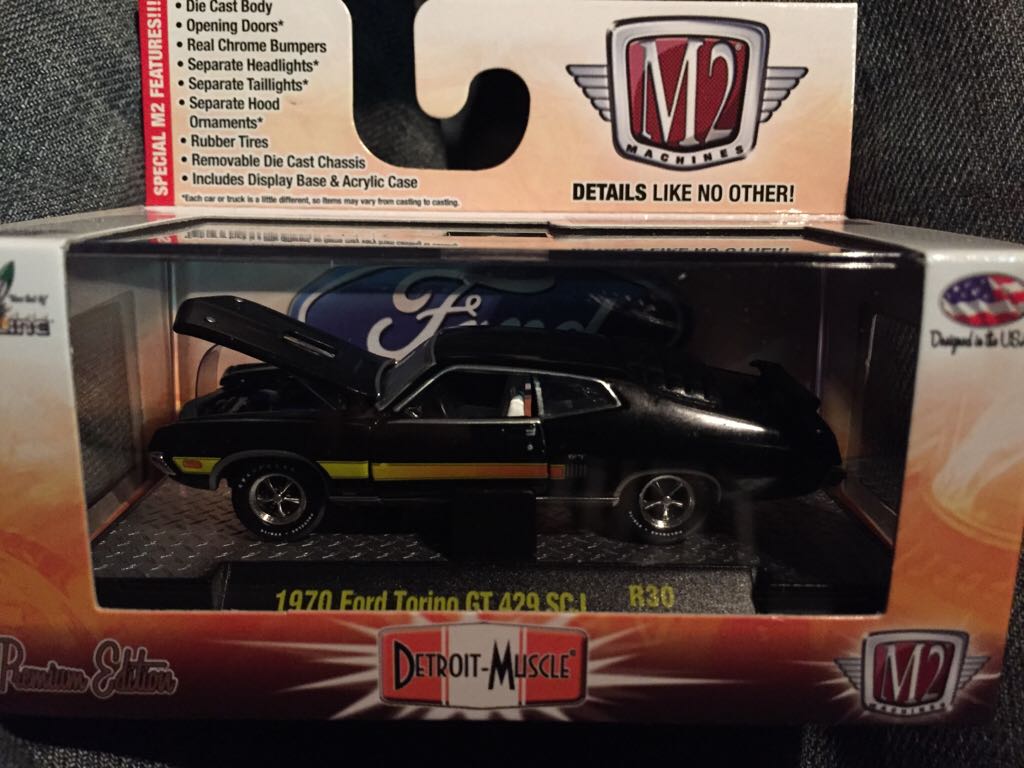 SPECIAL M2 FEATURES!!!
• Die Cast Body
• Opening Doors*
• Real Chrome Bumpers
• Separate Headlights*
• Separate Taillights*
• Separate Hood
Ornaments*
• Rubber Tires
• Removable Die Cast Chassis
• Includes Display Base & Acrylic Case
*Each car or truck is a little different, so items may vary from casting to casting.
M2
MACHINES
DETAILS LIKE NO OTHER!
Ford
Designed in the USA
1970 Ford Torino GT 429 SCJ
R30
Premium Edition
DETROIT-MUSCLE®
M2
MACHINES